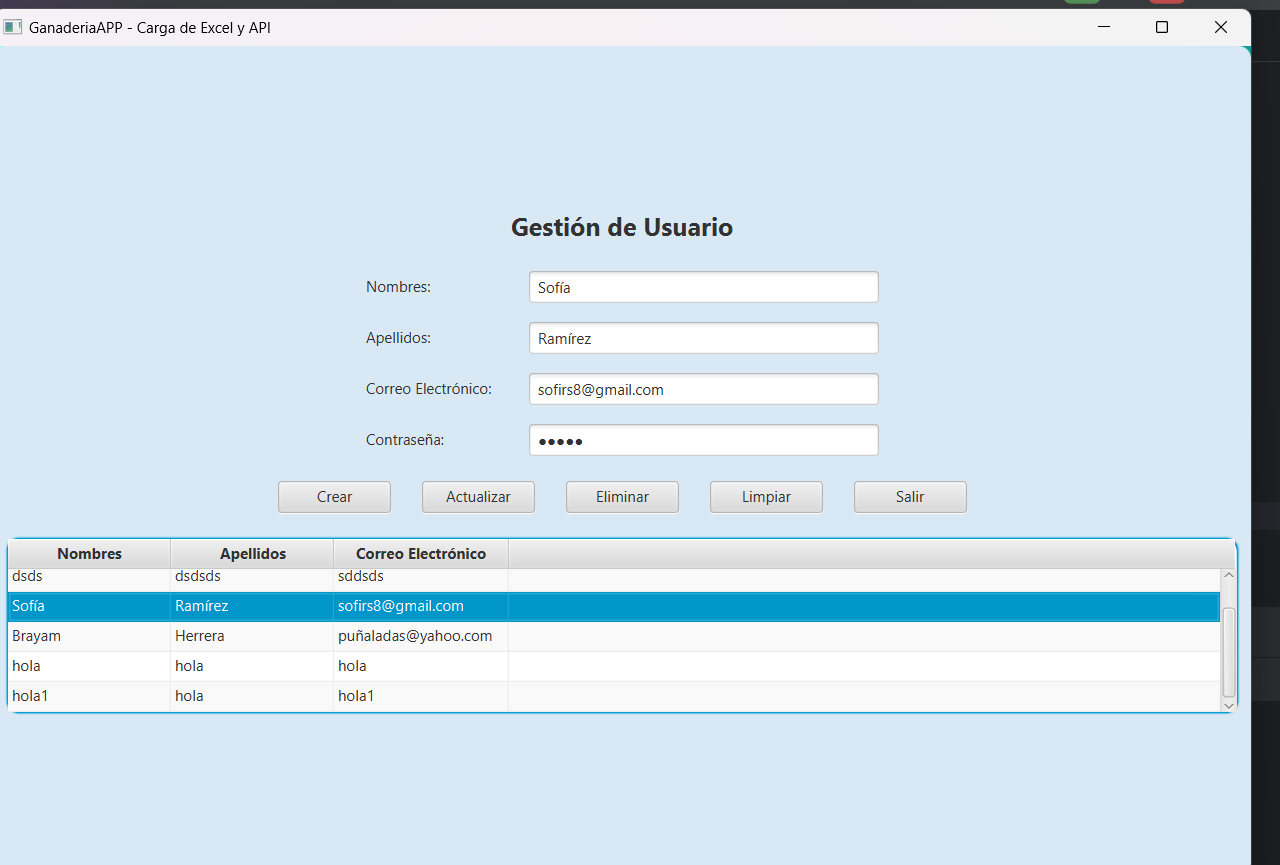 GanaderiaAPP - Carga de Excel y API
Gestión de Usuario
Nombres: Sofía
Apellidos: Ramírez
Correo Electrónico: sofirs8@gmail.com
Contraseña: ●●●●●
Crear Actualizar Eliminar Limpiar Salir
Nombres Apellidos Correo Electrónico
dsds dsdsds sddsds
Sofía Ramírez sofirs8@gmail.com
Brayam Herrera puñaladas@yahoo.com
hola hola hola
hola1 hola hola1